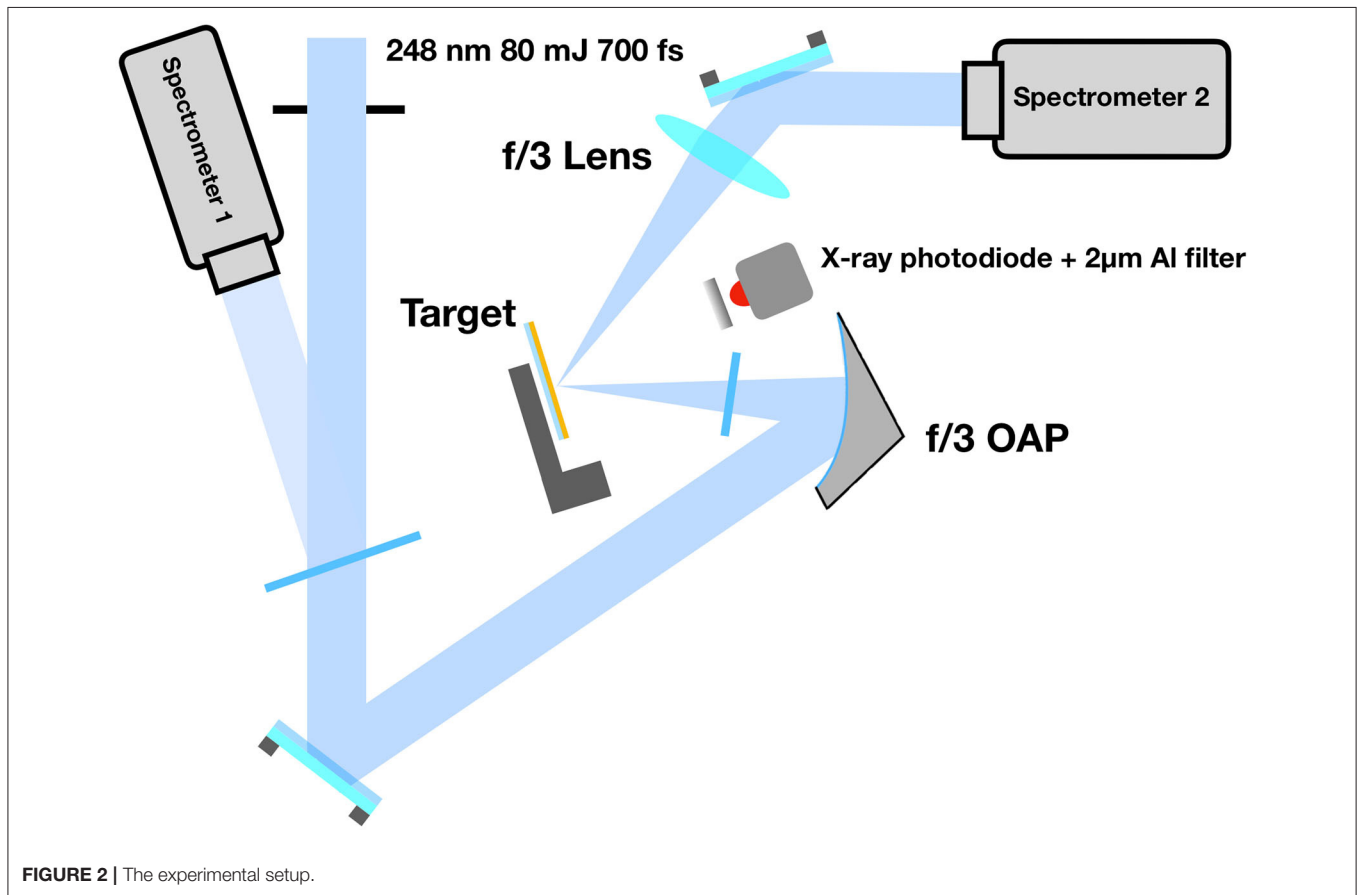 248 nm 80 mJ 700 fs
Spectrometer 1
Spectrometer 2
f/3 Lens
X-ray photodiode + 2µm Al filter
Target
f/3 OAP
FIGURE 2 | The experimental setup.